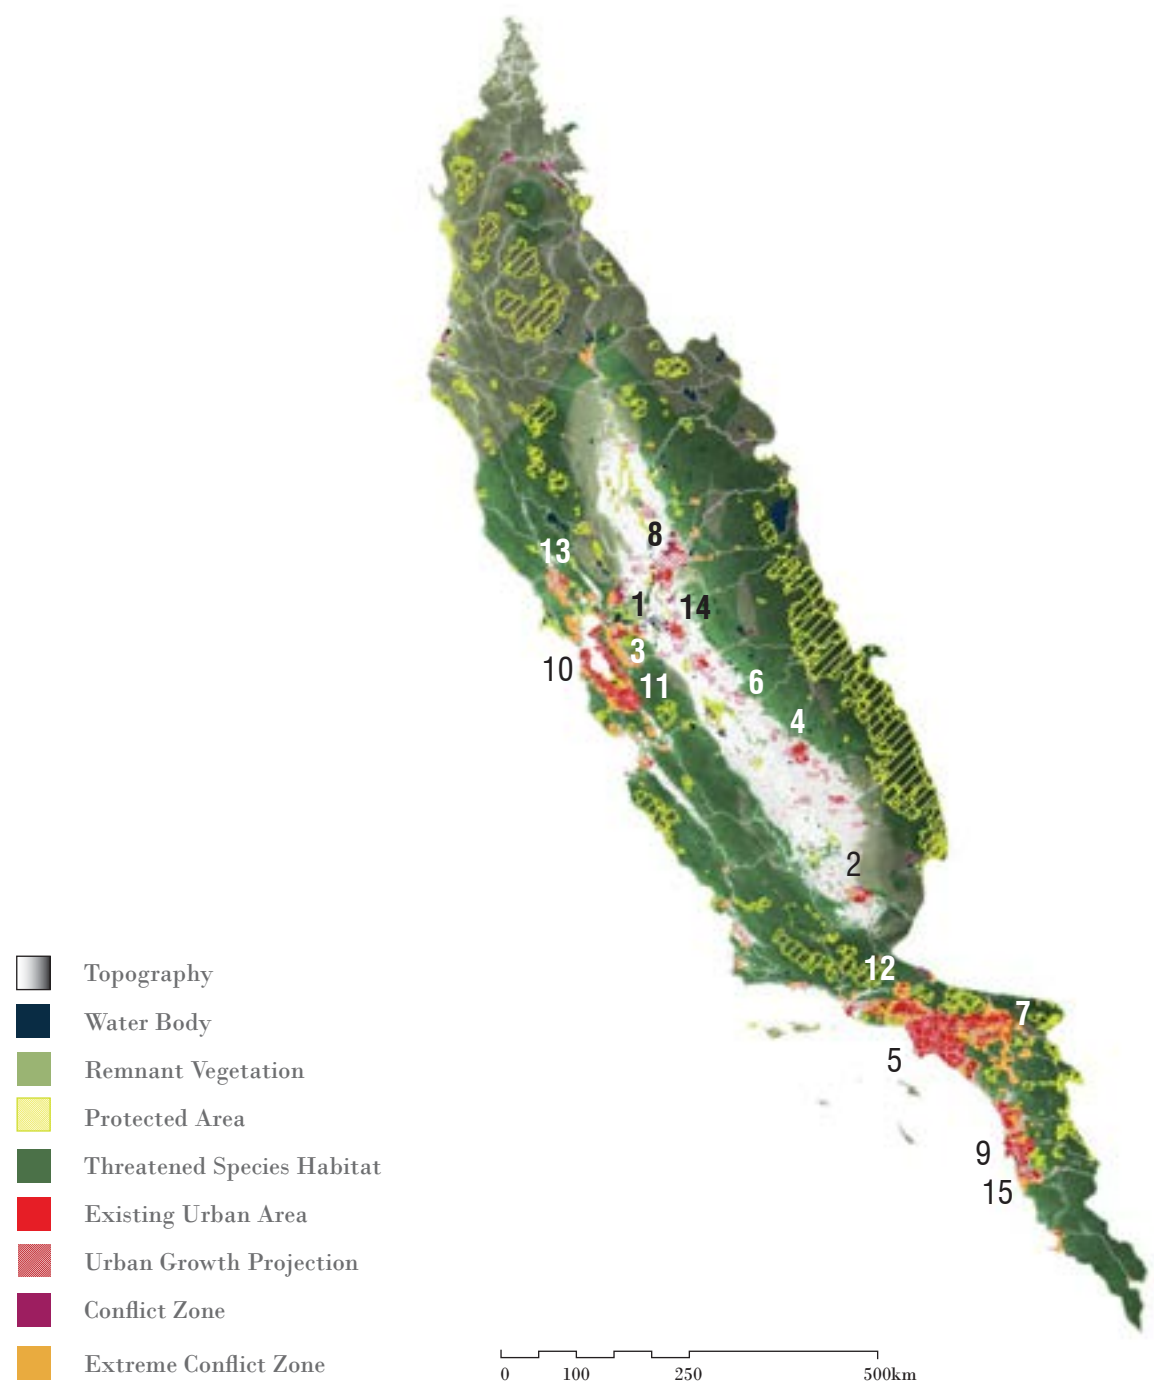 8
13
1
14
3
10
11
6
4
2
12
7
5
9
15
Topography
Water Body
Remnant Vegetation
Protected Area
Threatened Species Habitat
Existing Urban Area
Urban Growth Projection
Conflict Zone
Extreme Conflict Zone
0 100 250 500km